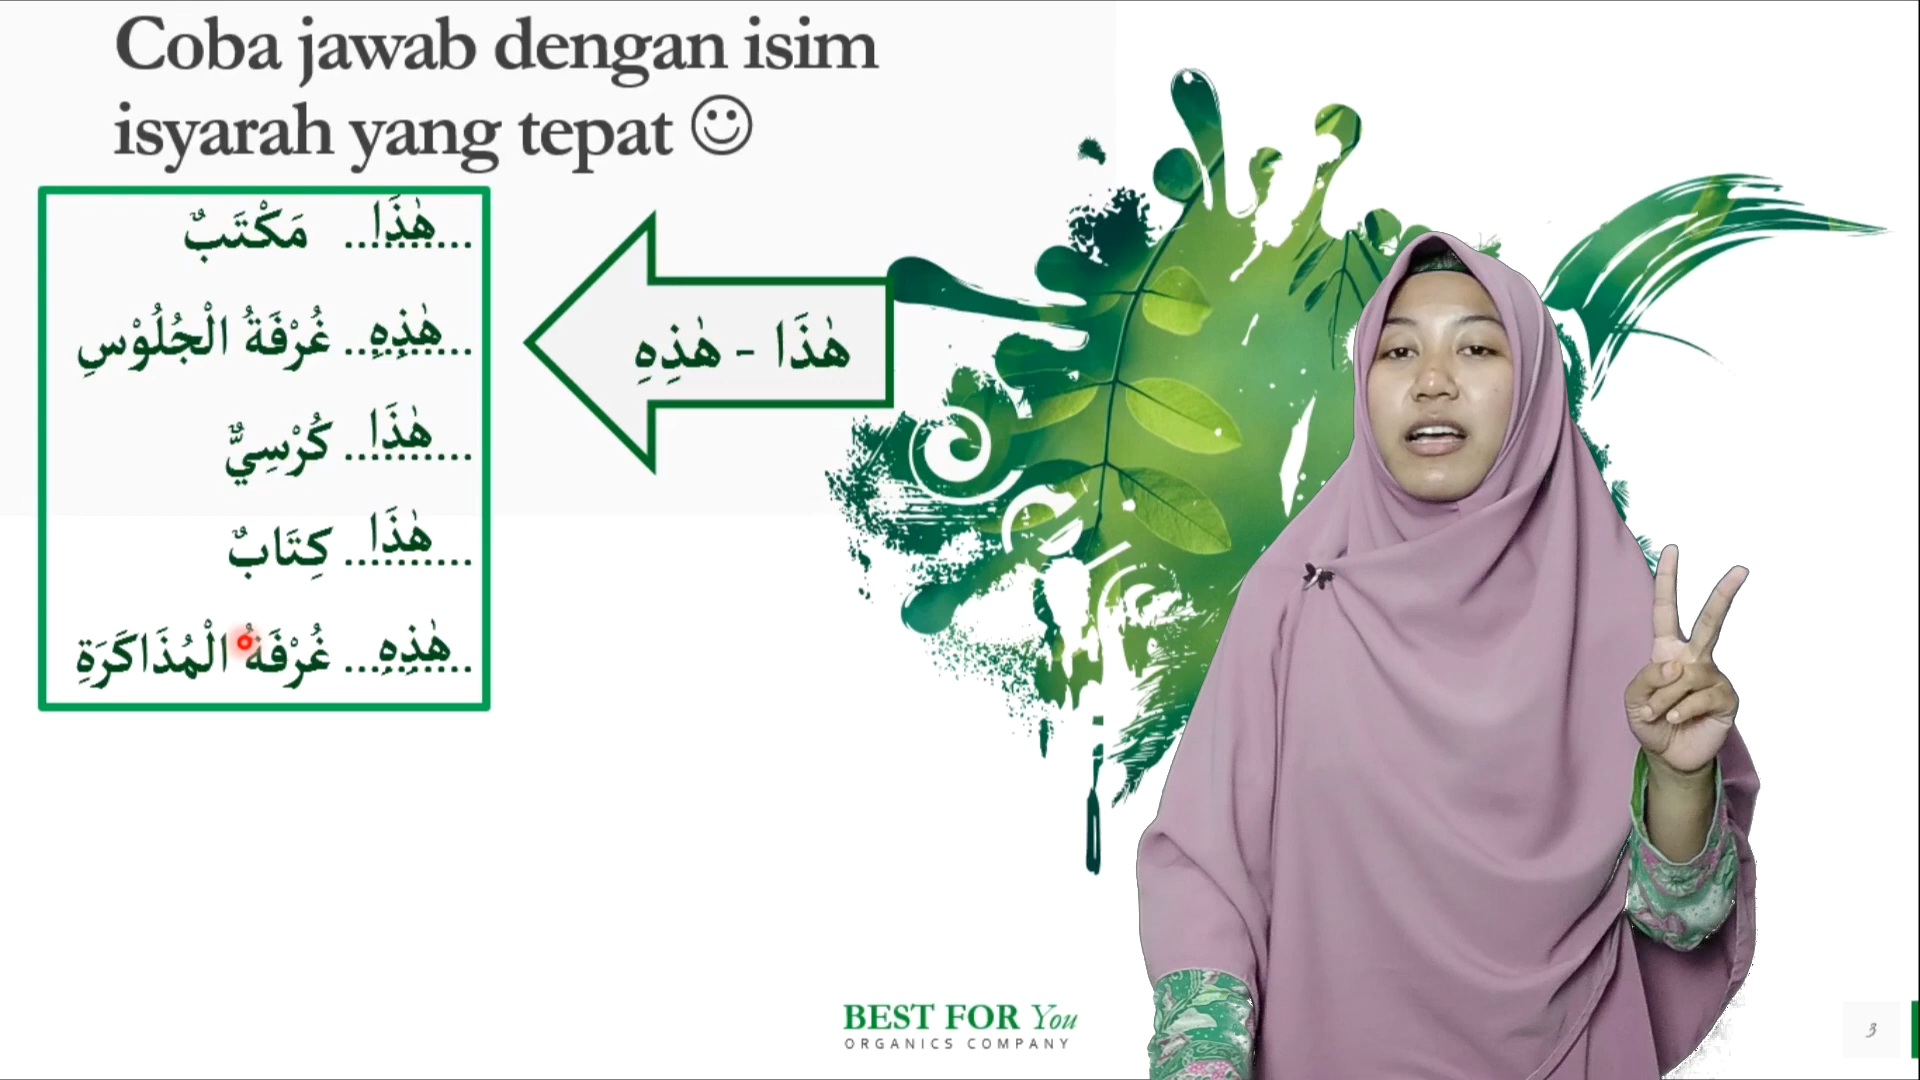 Coba jawab dengan isim
isyarah yang tepat ☺
..هٰذَا.. مَكْتَبٌ
..هٰذِهِ.. غُرْفَةُ الْجُلُوْسِ
..هٰذَا.. كُرْسِيٌّ
..هٰذَا.. كِتَابٌ
..هٰذِهِ.. غُرْفَةُ الْمُذَاكَرَةِ
هٰذَا - هٰذِهِ
BEST FOR You
ORGANICS COMPANY
3